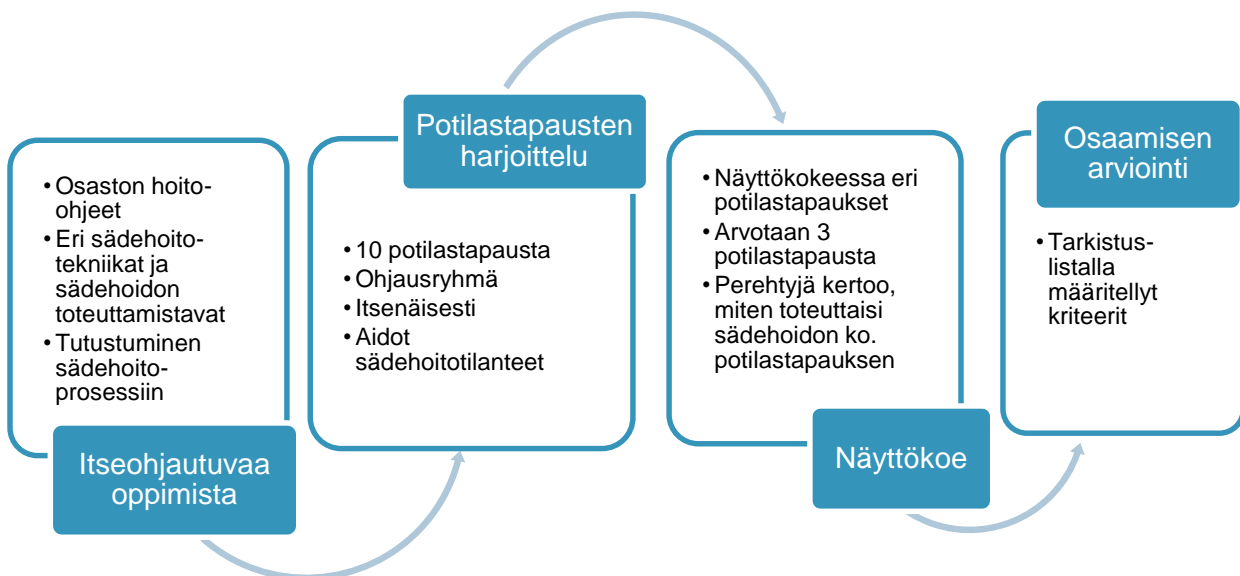 • Osaston hoito-
ohjeet
• Eri sädehoito-
tekniikat ja
sädehoidon
toteuttamistavat
• Tutustuminen
sädehoito-
prosessiin
Itseohjautuvaa
oppimista
Potilastapausten
harjoittelu
• 10 potilastapausta
• Ohjausryhmä
• Itsenäisesti
• Aidot
sädehoitotilanteet
• Näyttökokeessa eri
potilastapaukset
• Arvotaan 3
potilastapausta
• Perehtyjä kertoo,
miten toteuttaisi
sädehoidon ko.
potilastapauksen
Näyttökoe
Osaamisen
arviointi
• Tarkistus-
listalla
määritellyt
kriteerit